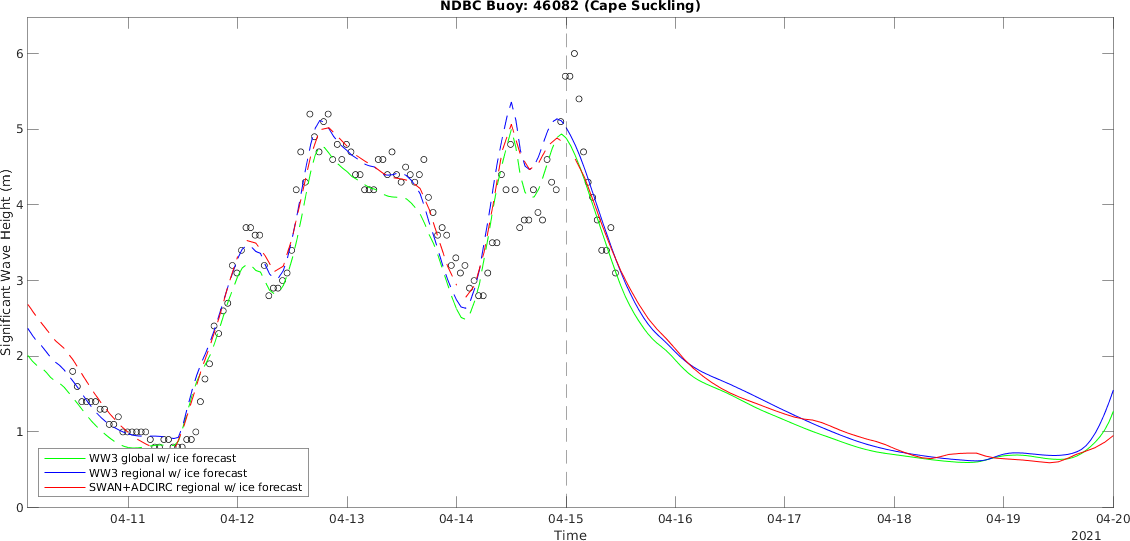 NDBC Buoy: 46082 (Cape Suckling)
6
5
4
3
2
1
0
Significant Wave Height (m)
WW3 global w/ ice forecast
WW3 regional w/ ice forecast
SWAN+ADCIRC regional w/ ice forecast
04-11 04-12 04-13 04-14 04-15 04-16 04-17 04-18 04-19 04-20
Time
2021